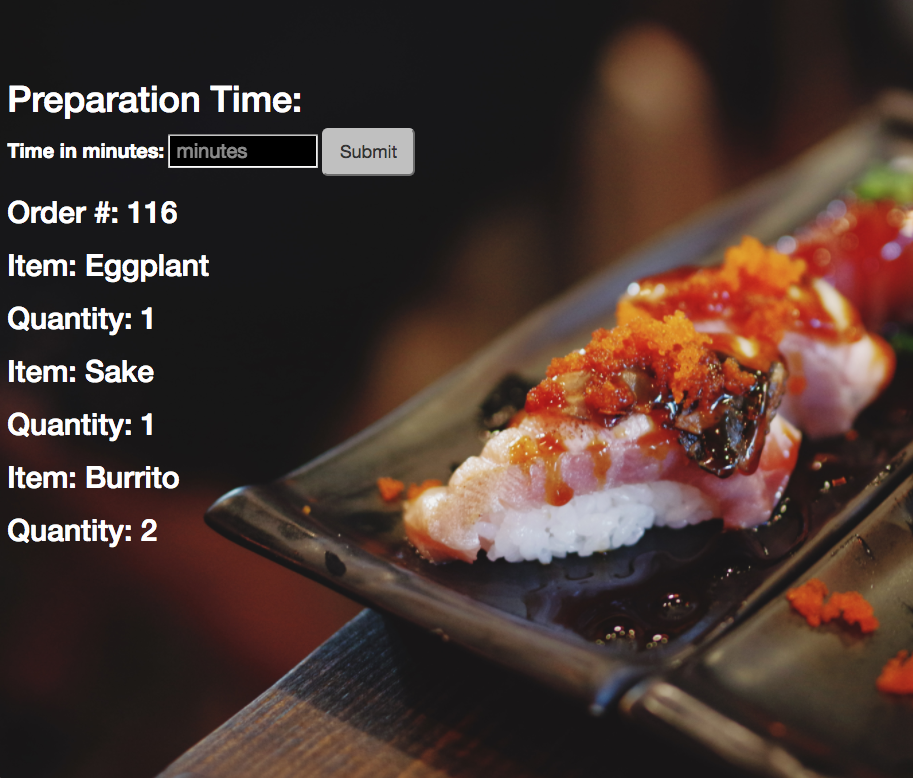 Preparation Time:
Time in minutes: minutes Submit
Order #: 116
Item: Eggplant
Quantity: 1
Item: Sake
Quantity: 1
Item: Burrito
Quantity: 2